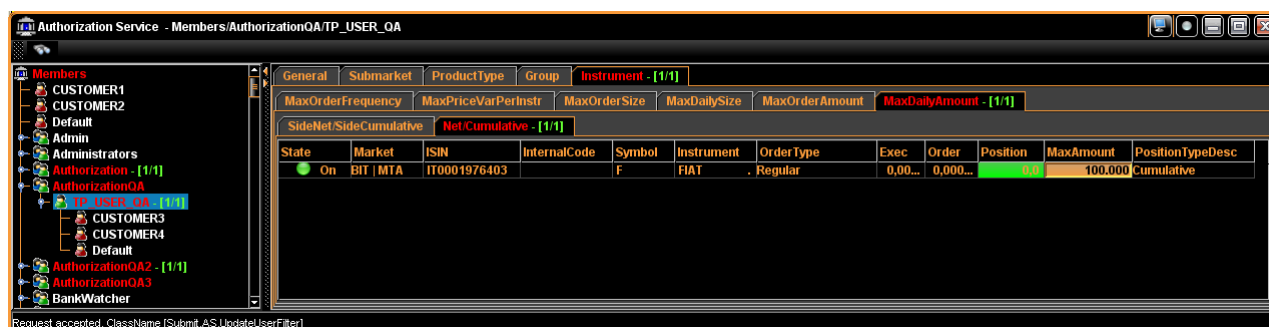 Authorization Service - Members/AuthorizationQA/TP_USER_QA
Members
CUSTOMER1
CUSTOMER2
Default
Admin
Administrators
Authorization - [1/1]
AuthorizationQA
TP_USER_QA - [1/1]
CUSTOMER3
CUSTOMER4
Default
AuthorizationQA2 - [1/1]
AuthorizationQA3
BankWatcher
General Submarket ProductType Group Instrument - [1/1]
MaxOrderFrequency MaxPriceVarPerInstr MaxOrderSize MaxDailySize MaxOrderAmount MaxDailyAmount - [1/1]
SideNet/SideCumulative Net/Cumulative - [1/1]
State Market ISIN InternalCode Symbol Instrument OrderType Exec Order Position MaxAmount PositionTypeDesc
On BIT | MTA IT0001976403 F FIAT . Regular 0,00... 0,000... 0,0 100.000 Cumulative
Request accepted. ClassName [Submit.AS.UpdateUserFilter]